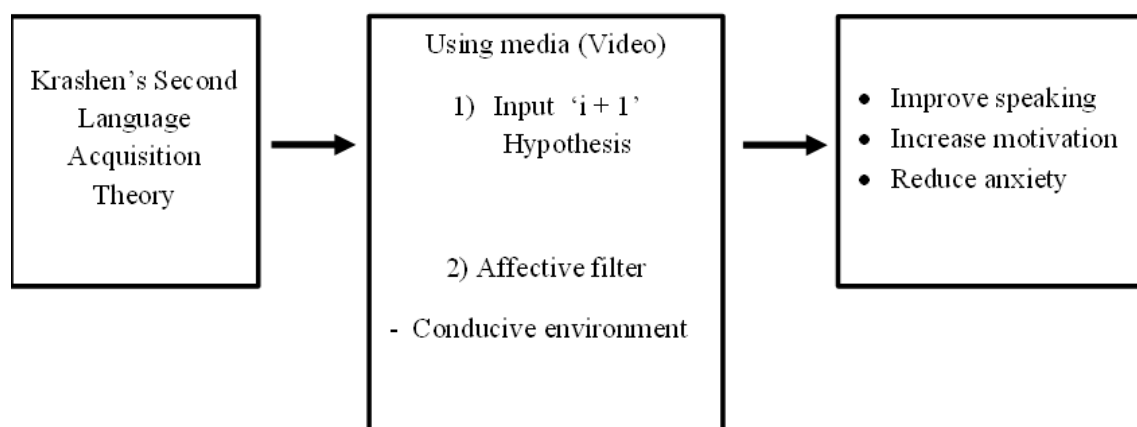 Krashen’s Second
Language
Acquisition
Theory
Using media (Video)
1) Input ‘i + 1’
Hypothesis
2) Affective filter
- Conducive environment
• Improve speaking
• Increase motivation
• Reduce anxiety